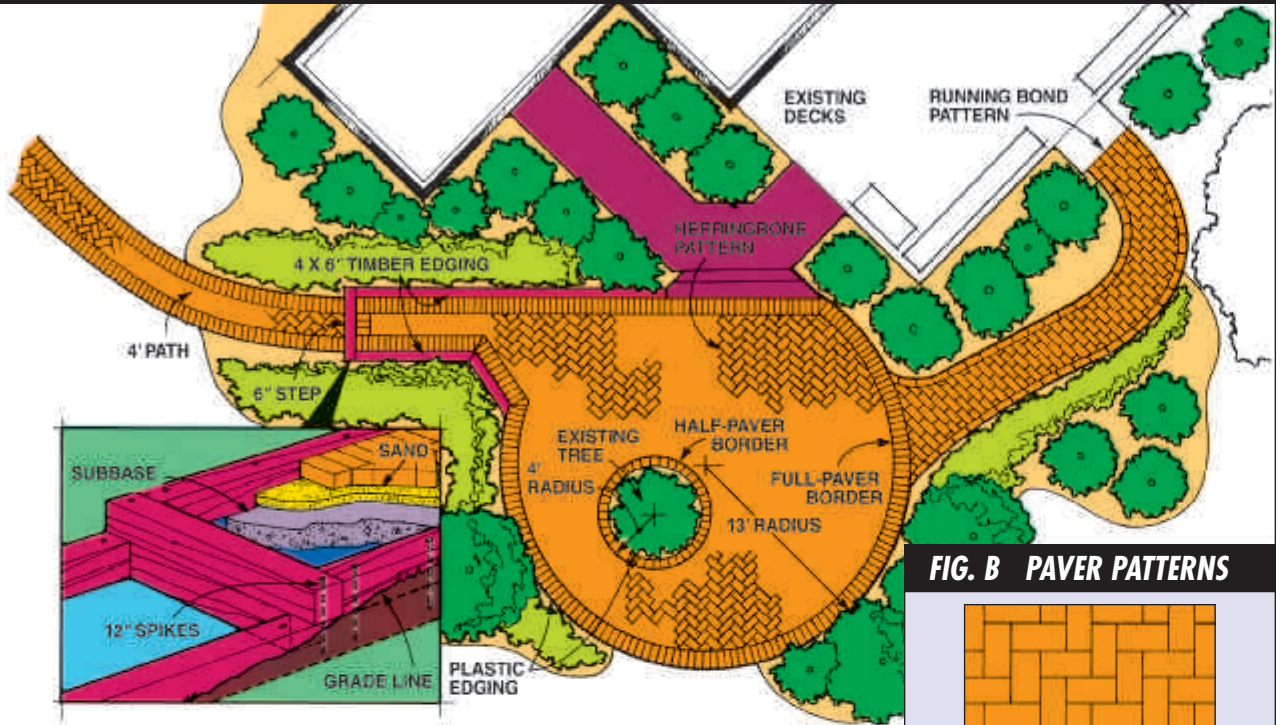 EXISTING
DECKS
RUNNING BOND
PATTERN
HERRINGBONE
PATTERN
4 X 6" TIMBER EDGING
4' PATH
6" STEP
EXISTING
TREE
4'
RADIUS
HALF-PAVER
BORDER
FULL-PAVER
BORDER
13' RADIUS
SUBBASE
SAND
12" SPIKES
GRADE LINE
PLASTIC
EDGING
FIG. B PAVER PATTERNS